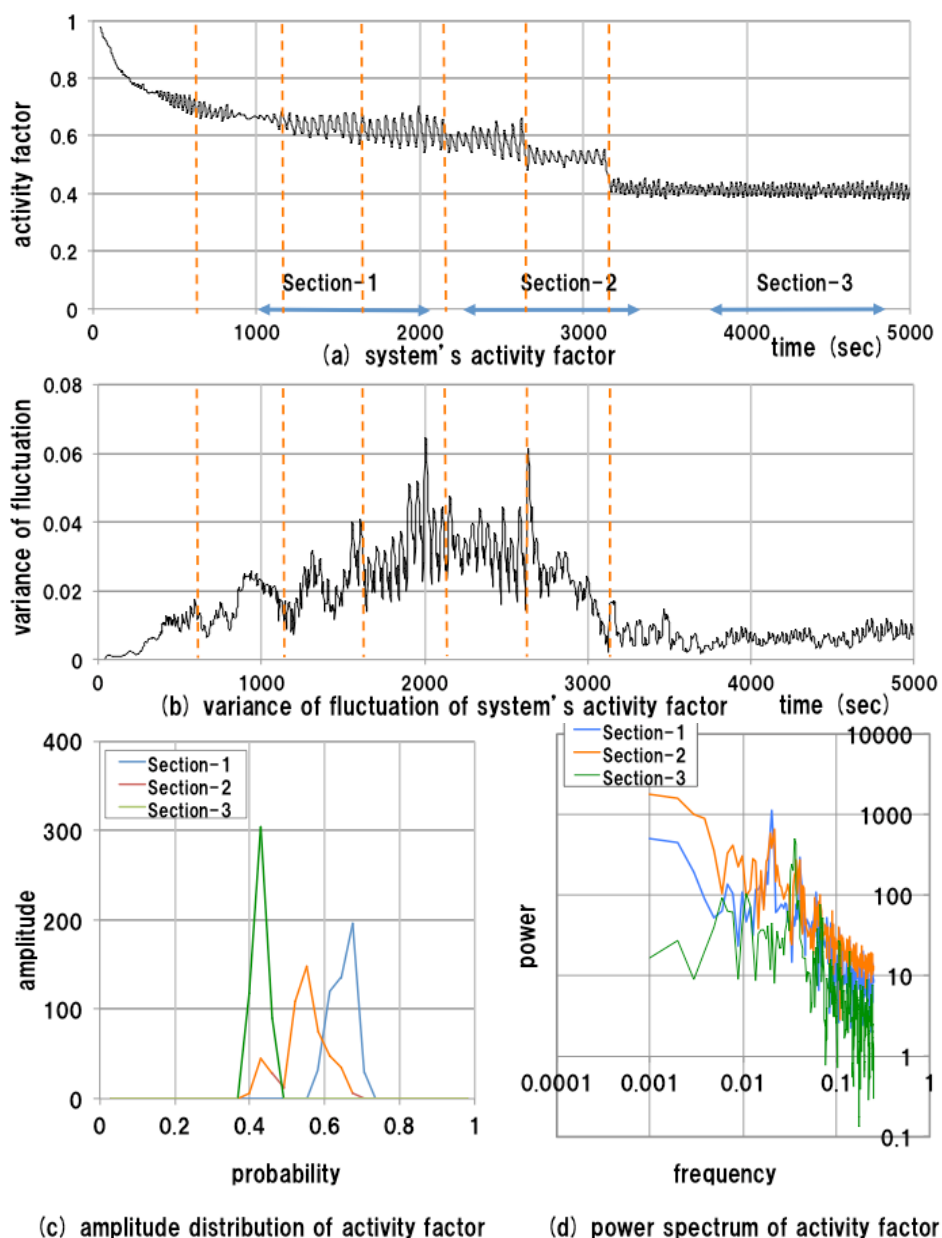 1
0.8
0.6
0.4
0.2
0
activity factor
Section-1
Section-2
Section-3
0
1000
2000
3000
4000
5000
(a) system's activity factor
time (sec)
0.08
0.06
0.04
0.02
0
variance of fluctuation
0
1000
2000
3000
4000
5000
(b) variance of fluctuation of system's activity factor
time (sec)
400
300
200
100
0
amplitude
Section-1
Section-2
Section-3
0
0.2
0.4
0.6
0.8
1
probability
(c) amplitude distribution of activity factor
Section-1
Section-2
Section-3
10000
1000
100
10
1
0.1
power
0.0001
0.001
0.01
0.1
1
frequency
(d) power spectrum of activity factor